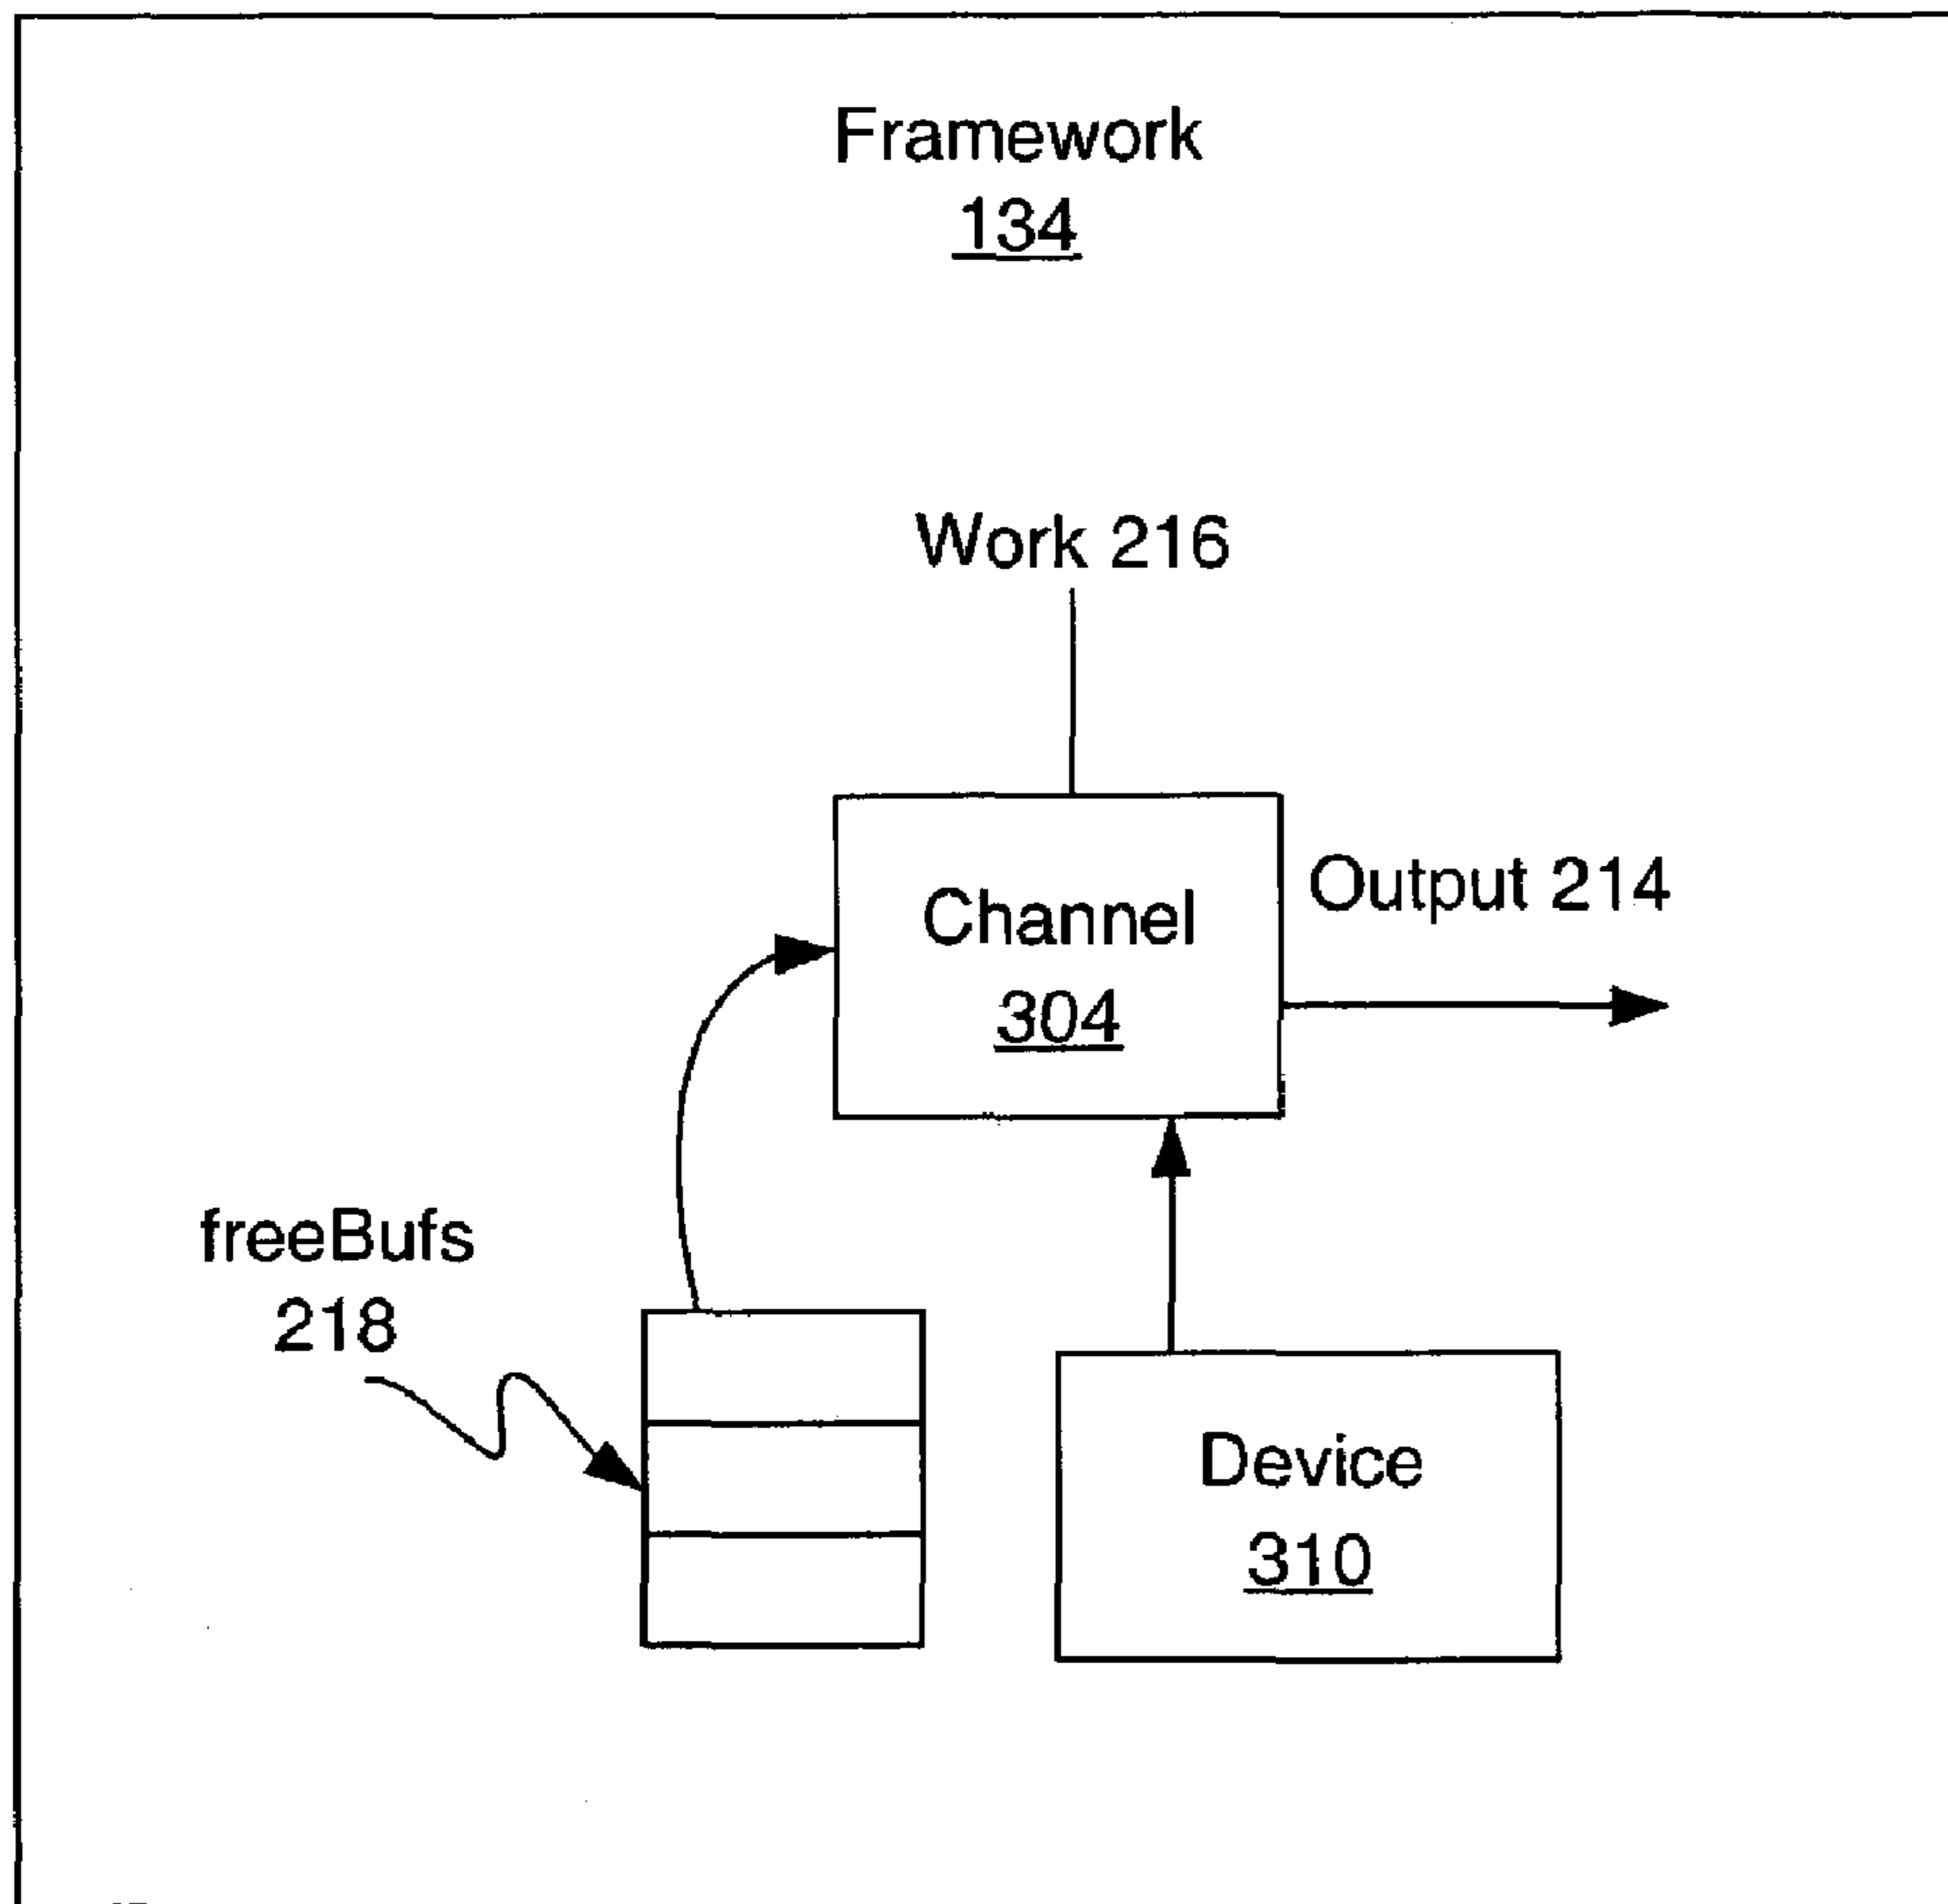 Framework
134
Work 216
Channel
304
Output 214
freeBufs
218
Device
310